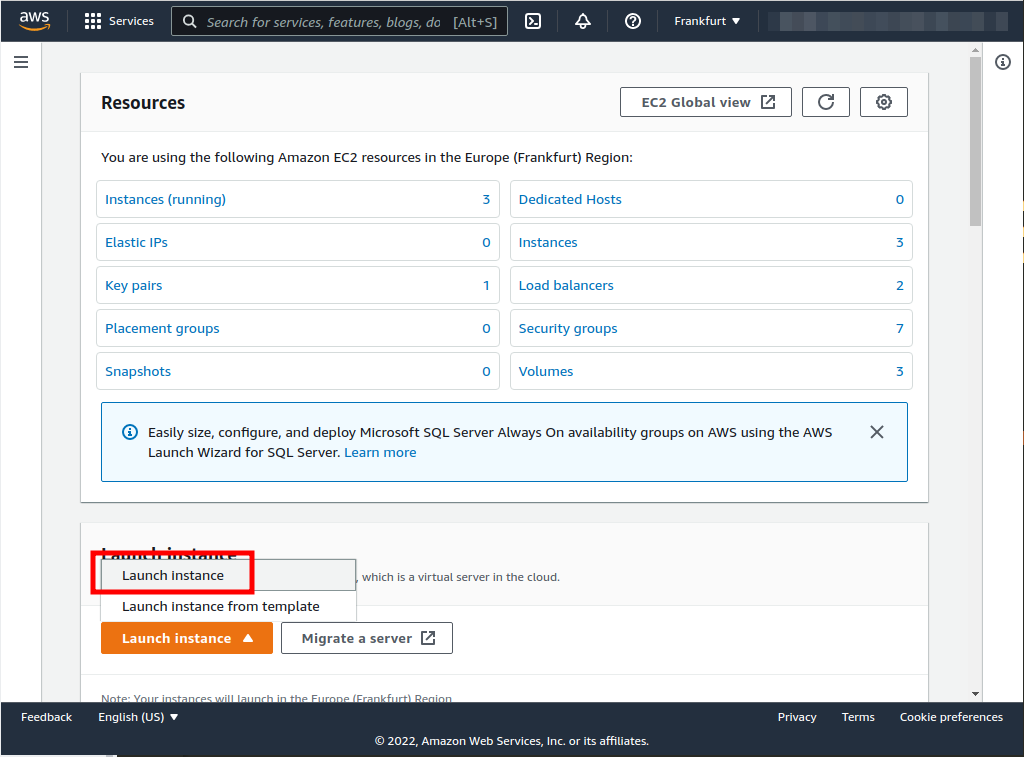 aws
Services
Search for services, features, blogs, do [Alt+S]
Frankfurt
Resources
EC2 Global view
You are using the following Amazon EC2 resources in the Europe (Frankfurt) Region:
Instances (running) 3
Dedicated Hosts 0
Elastic IPs 0
Instances 3
Key pairs 1
Load balancers 2
Placement groups 0
Security groups 7
Snapshots 0
Volumes 3
Easily size, configure, and deploy Microsoft SQL Server Always On availability groups on AWS using the AWS
Launch Wizard for SQL Server. Learn more
Launch instance
Launch instance
, which is a virtual server in the cloud.
Launch instance from template
Launch instance
Migrate a server
Note: Your instances will launch in the Europe (Frankfurt) Region
Feedback
English (US)
Privacy
Terms
Cookie preferences
© 2022, Amazon Web Services, Inc. or its affiliates.